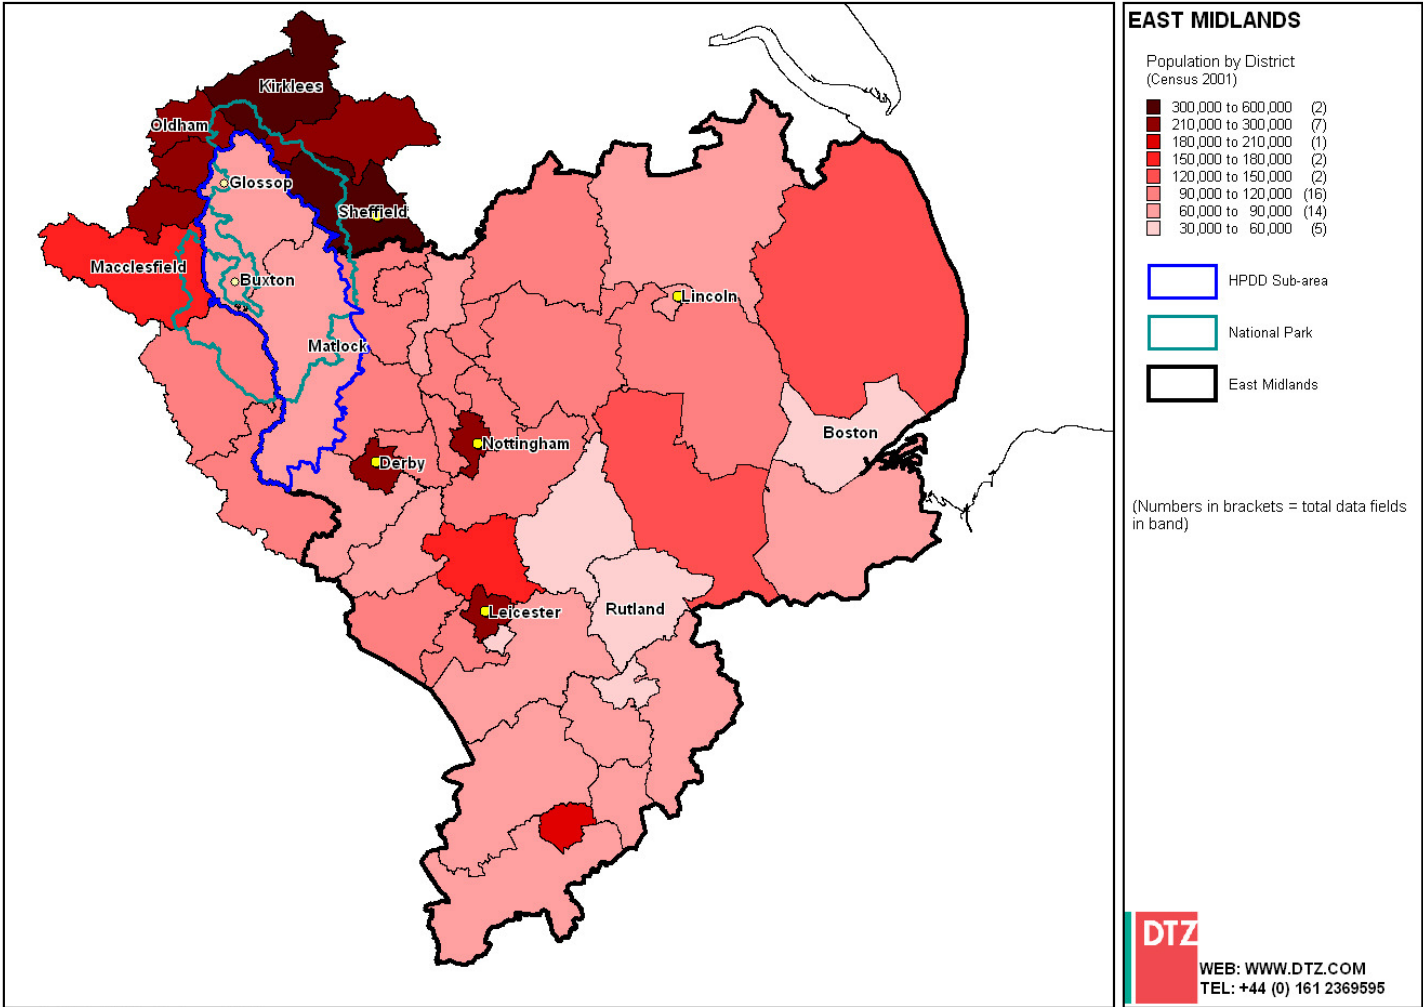 EAST MIDLANDS
Population by District
(Census 2001)
300,000 to 600,000 (2)
210,000 to 300,000 (7)
180,000 to 210,000 (1)
150,000 to 180,000 (2)
120,000 to 150,000 (2)
90,000 to 120,000 (16)
60,000 to 90,000 (14)
30,000 to 60,000 (5)
HPDD Sub-area
National Park
East Midlands
(Numbers in brackets = total data fields
in band)
DTZ
WEB: WWW.DTZ.COM
TEL: +44 (0) 161 2369595
Kirklees
Oldham
Glossop
Sheffield
Macclesfield
Buxton
Lincoln
Matlock
Boston
Nottingham
Derby
Leicester
Rutland